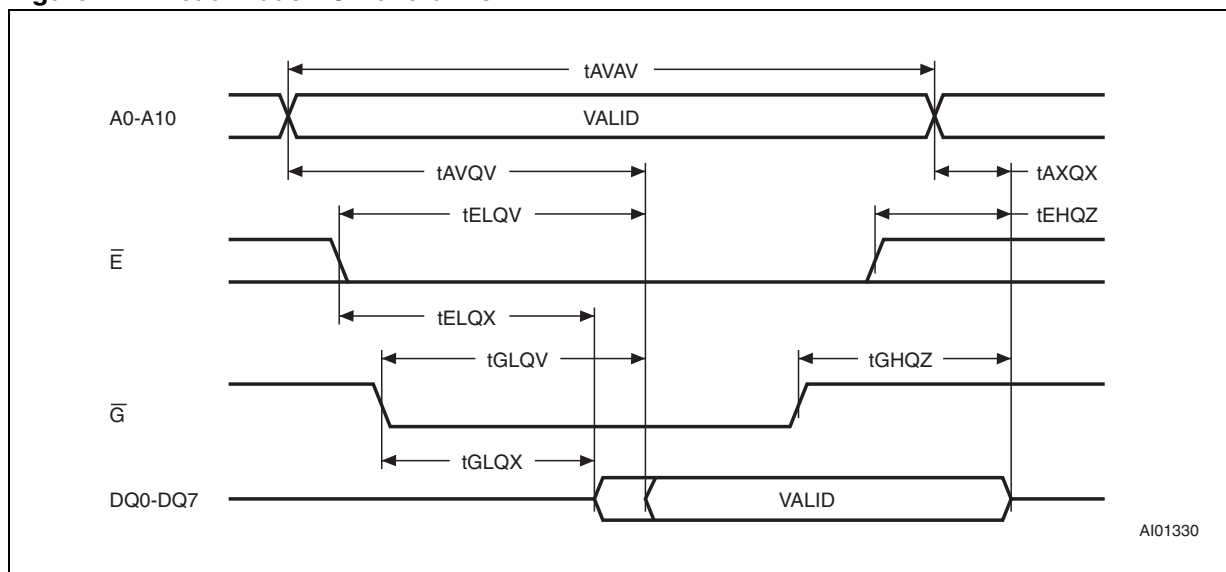 tAVAV
A0-A10
VALID
tAVQV
tAXQX
tELQV
tEHQZ
E̅
tELQX
tGLQV
tGHQZ
G̅
tGLQX
DQ0-DQ7
VALID
AI01330